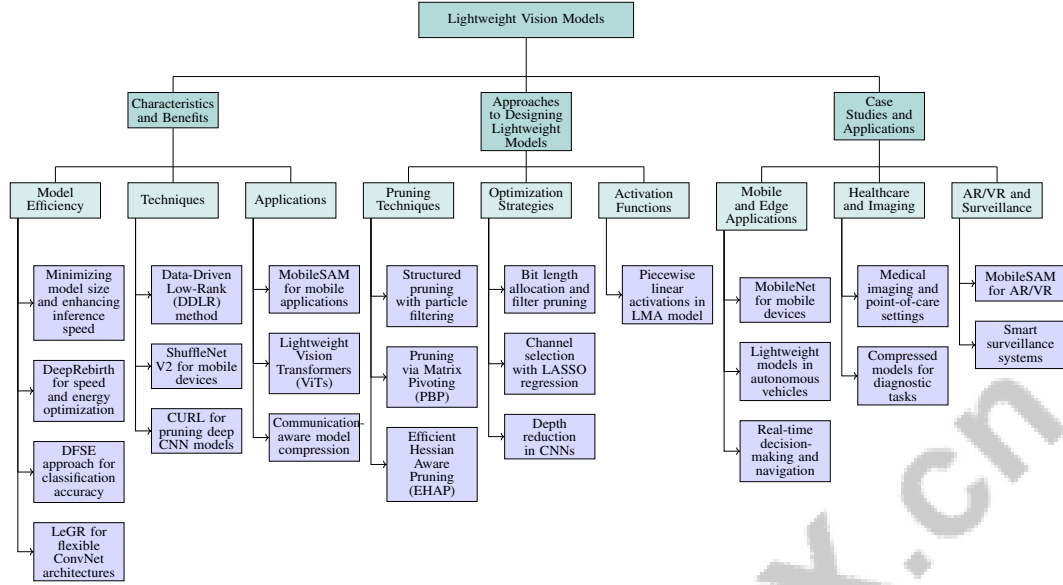 Lightweight Vision Models
Characteristics
and Benefits
Approaches
to Designing
Lightweight
Models
Case
Studies and
Applications
Model
Efficiency
Techniques
Applications
Pruning
Techniques
Optimization
Strategies
Activation
Functions
Mobile
and Edge
Applications
Healthcare
and Imaging
AR/VR and
Surveillance
Minimizing
model size
and enhancing
inference
speed
DeepRebirth
for speed
and energy
optimization
DFSE
approach for
classification
accuracy
LeGR for
flexible
ConvNet
architectures
Data-Driven
Low-Rank
(DDLR)
method
ShuffleNet
V2 for mobile
devices
CURL for
pruning deep
CNN models
MobileSAM
for mobile
applications
Lightweight
Vision
Transformers
(ViTs)
Communication-
aware model
compression
Structured
pruning
with particle
filtering
Pruning
via Matrix
Pivoting
(PBP)
Efficient
Hessian
Aware
Pruning
(EHAP)
Bit length
allocation and
filter pruning
Channel
selection
with LASSO
regression
Depth
reduction
in CNNs
Piecewise
linear
activations in
LMA model
MobileNet
for mobile
devices
Lightweight
models in
autonomous
vehicles
Real-time
decision-
making and
navigation
Medical
imaging and
point-of-care
settings
Compressed
models for
diagnostic
tasks
MobileSAM
for AR/VR
Smart
surveillance
systems
x.cn